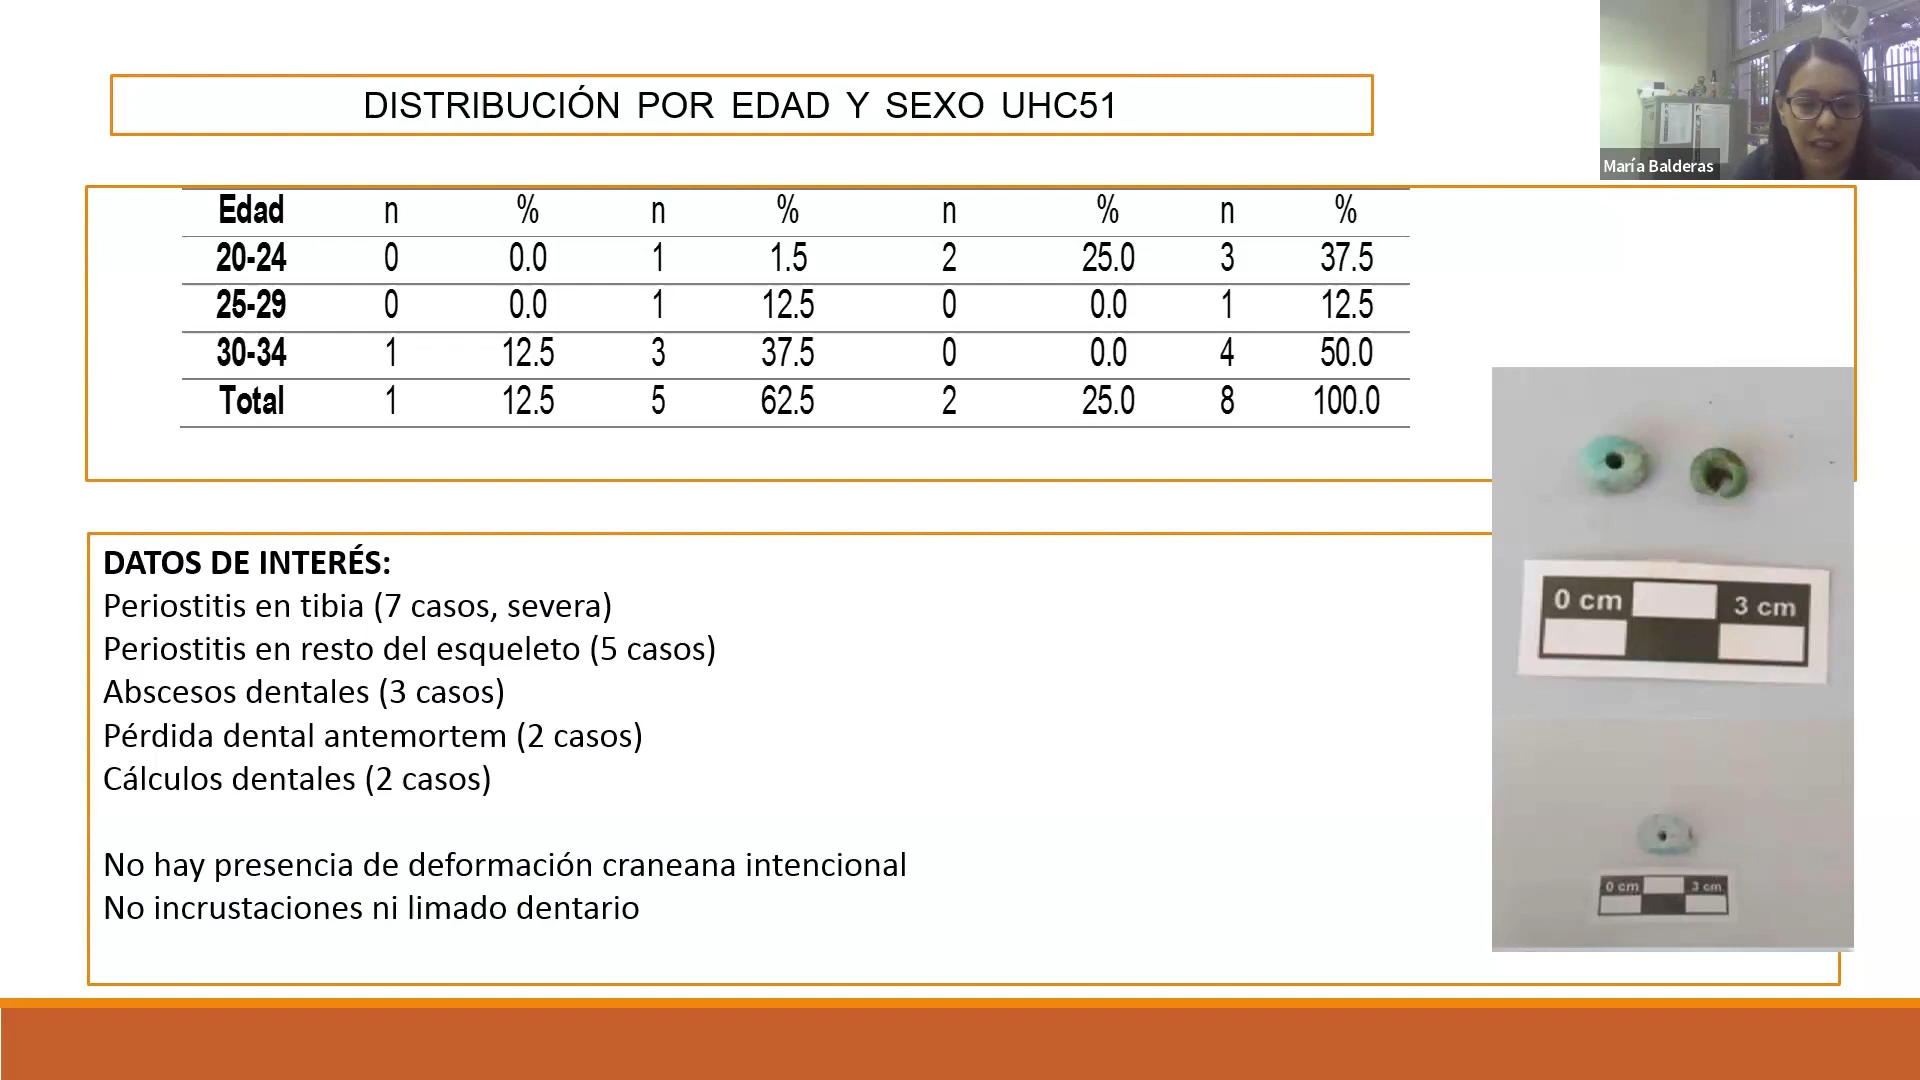 DISTRIBUCIÓN POR EDAD Y SEXO UHC51
María Balderas
Edad n % n % n % n %
20-24 0 0.0 1 1.5 2 25.0 3 37.5
25-29 0 0.0 1 12.5 0 0.0 1 12.5
30-34 1 12.5 3 37.5 0 0.0 4 50.0
Total 1 12.5 5 62.5 2 25.0 8 100.0
DATOS DE INTERÉS:
Periostitis en tibia (7 casos, severa)
Periostitis en resto del esqueleto (5 casos)
Abscesos dentales (3 casos)
Pérdida dental antemortem (2 casos)
Cálculos dentales (2 casos)
No hay presencia de deformación craneana intencional
No incrustaciones ni limado dentario
0 cm 3 cm
0 cm 3 cm